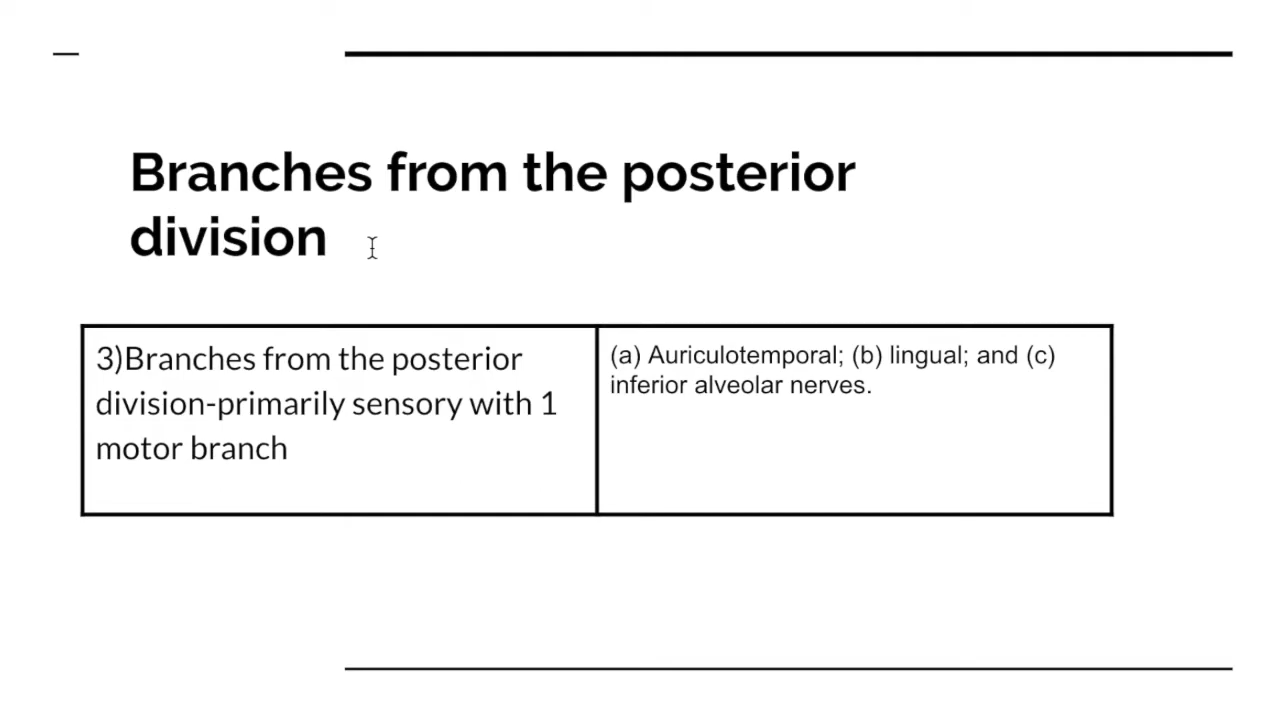 Branches from the posterior
division
3)Branches from the posterior
division-primarily sensory with 1
motor branch
(a) Auriculotemporal; (b) lingual; and (c)
inferior alveolar nerves.